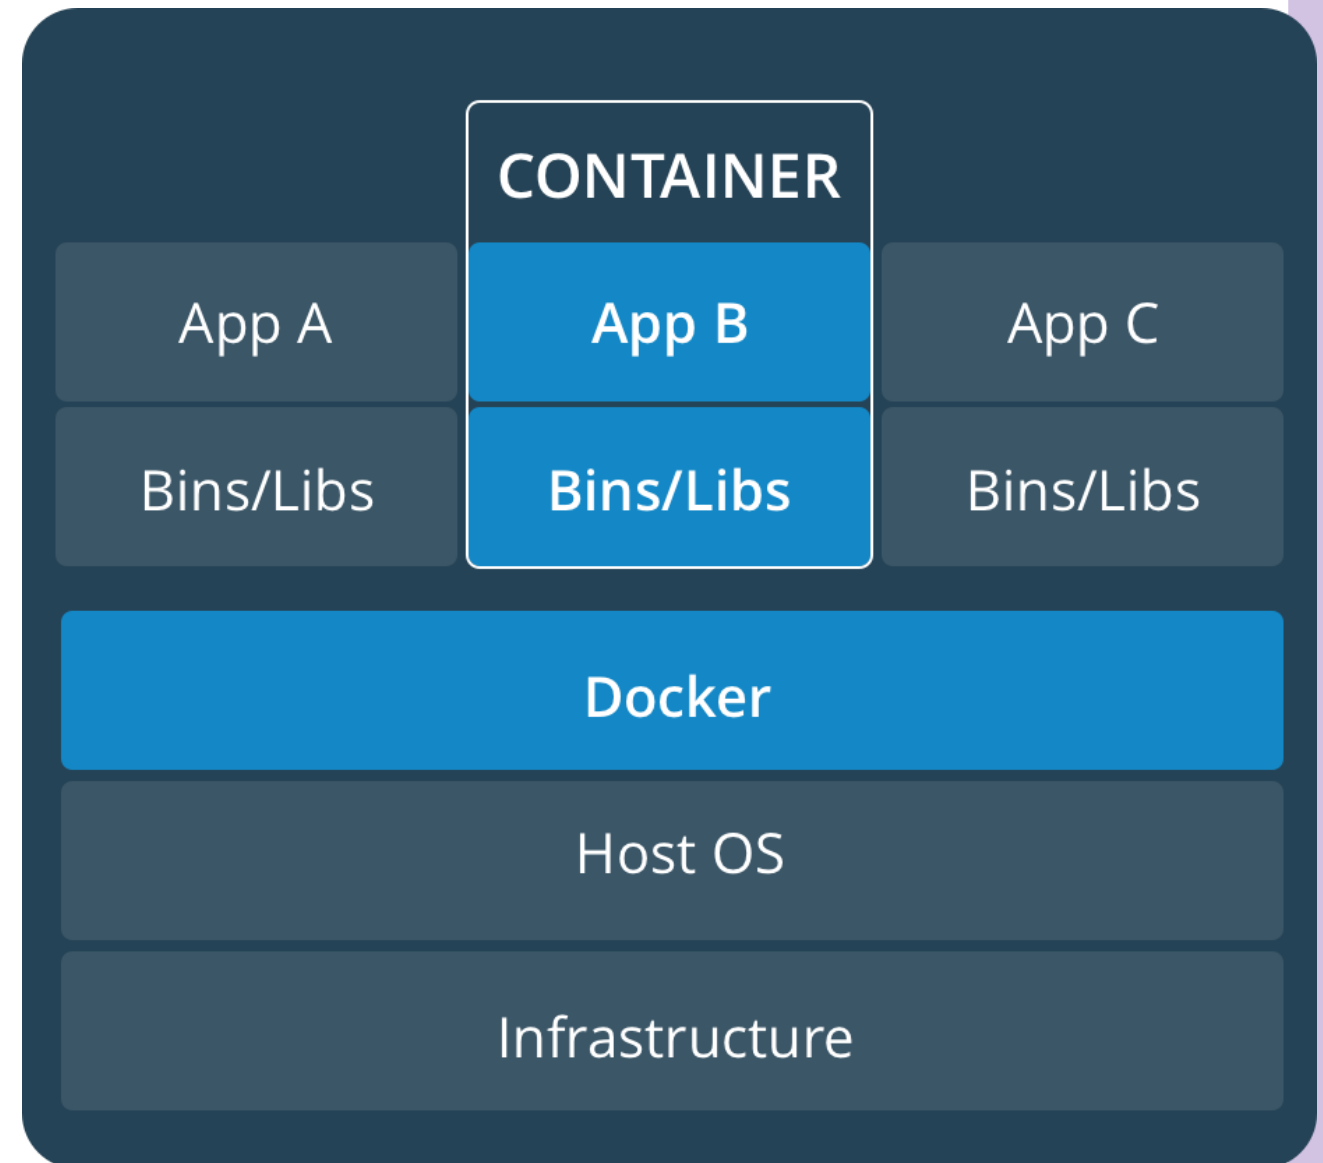 CONTAINER
App A
App B
App C
Bins/Libs
Bins/Libs
Bins/Libs
Docker
Host OS
Infrastructure